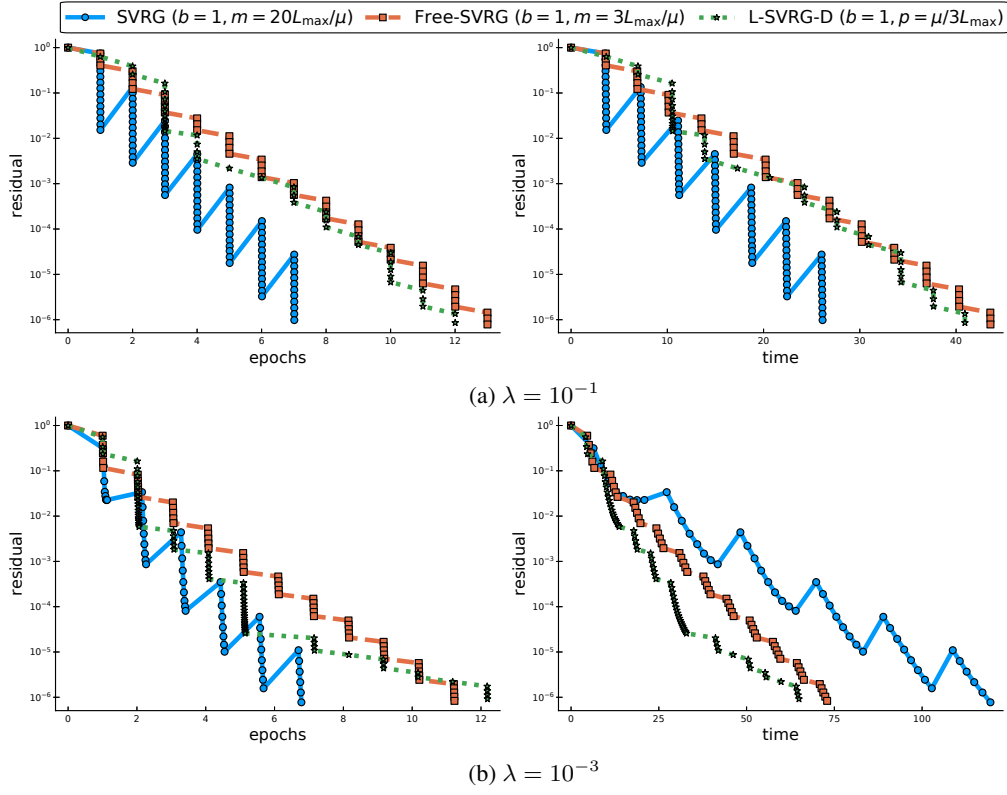 SVRG (b = 1, m = 20L_max/μ) Free-SVRG (b = 1, m = 3L_max/μ) L-SVRG-D (b = 1, p = μ/3L_max)
10^0 10^0
10^-1 10^-1
10^-2 10^-2
residual residual
10^-3 10^-3
10^-4 10^-4
10^-5 10^-5
10^-6 10^-6
0 2 4 6 8 10 12 0 10 20 30 40
epochs time
(a) λ = 10^-1
10^0 10^0
10^-1 10^-1
10^-2 10^-2
residual residual
10^-3 10^-3
10^-4 10^-4
10^-5 10^-5
10^-6 10^-6
0 2 4 6 8 10 12 0 25 50 75 100
epochs time
(b) λ = 10^-3